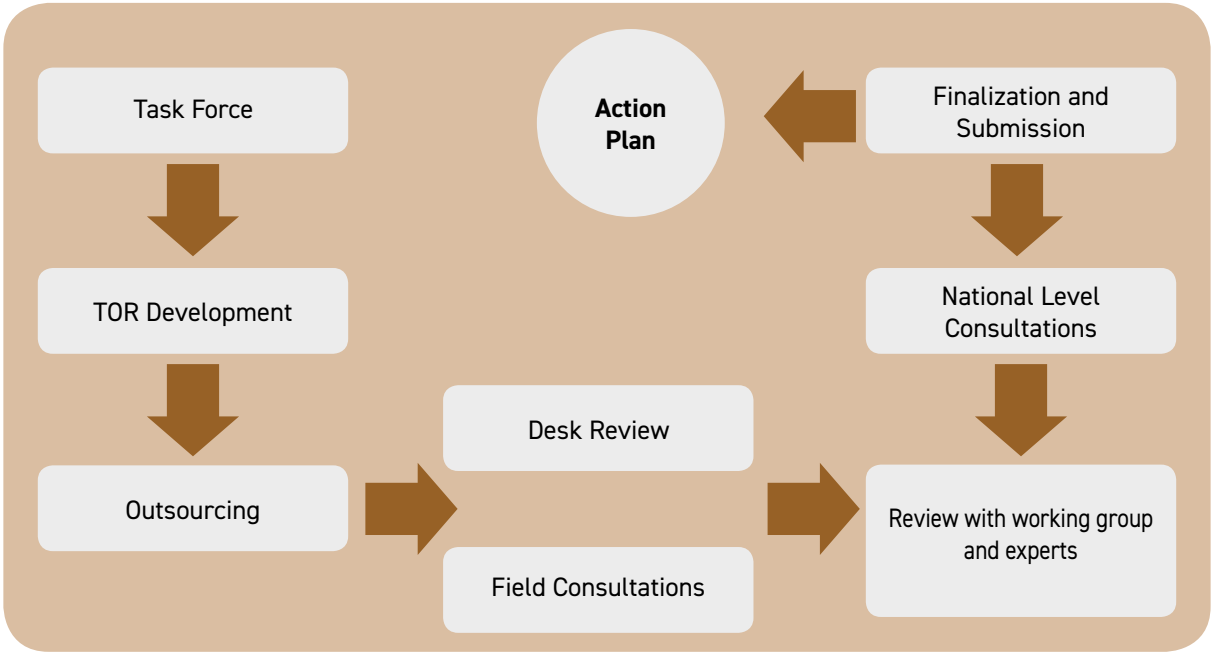 Task Force
Action
Plan
Finalization and
Submission
TOR Development
National Level
Consultations
Desk Review
Outsourcing
Review with working group
and experts
Field Consultations